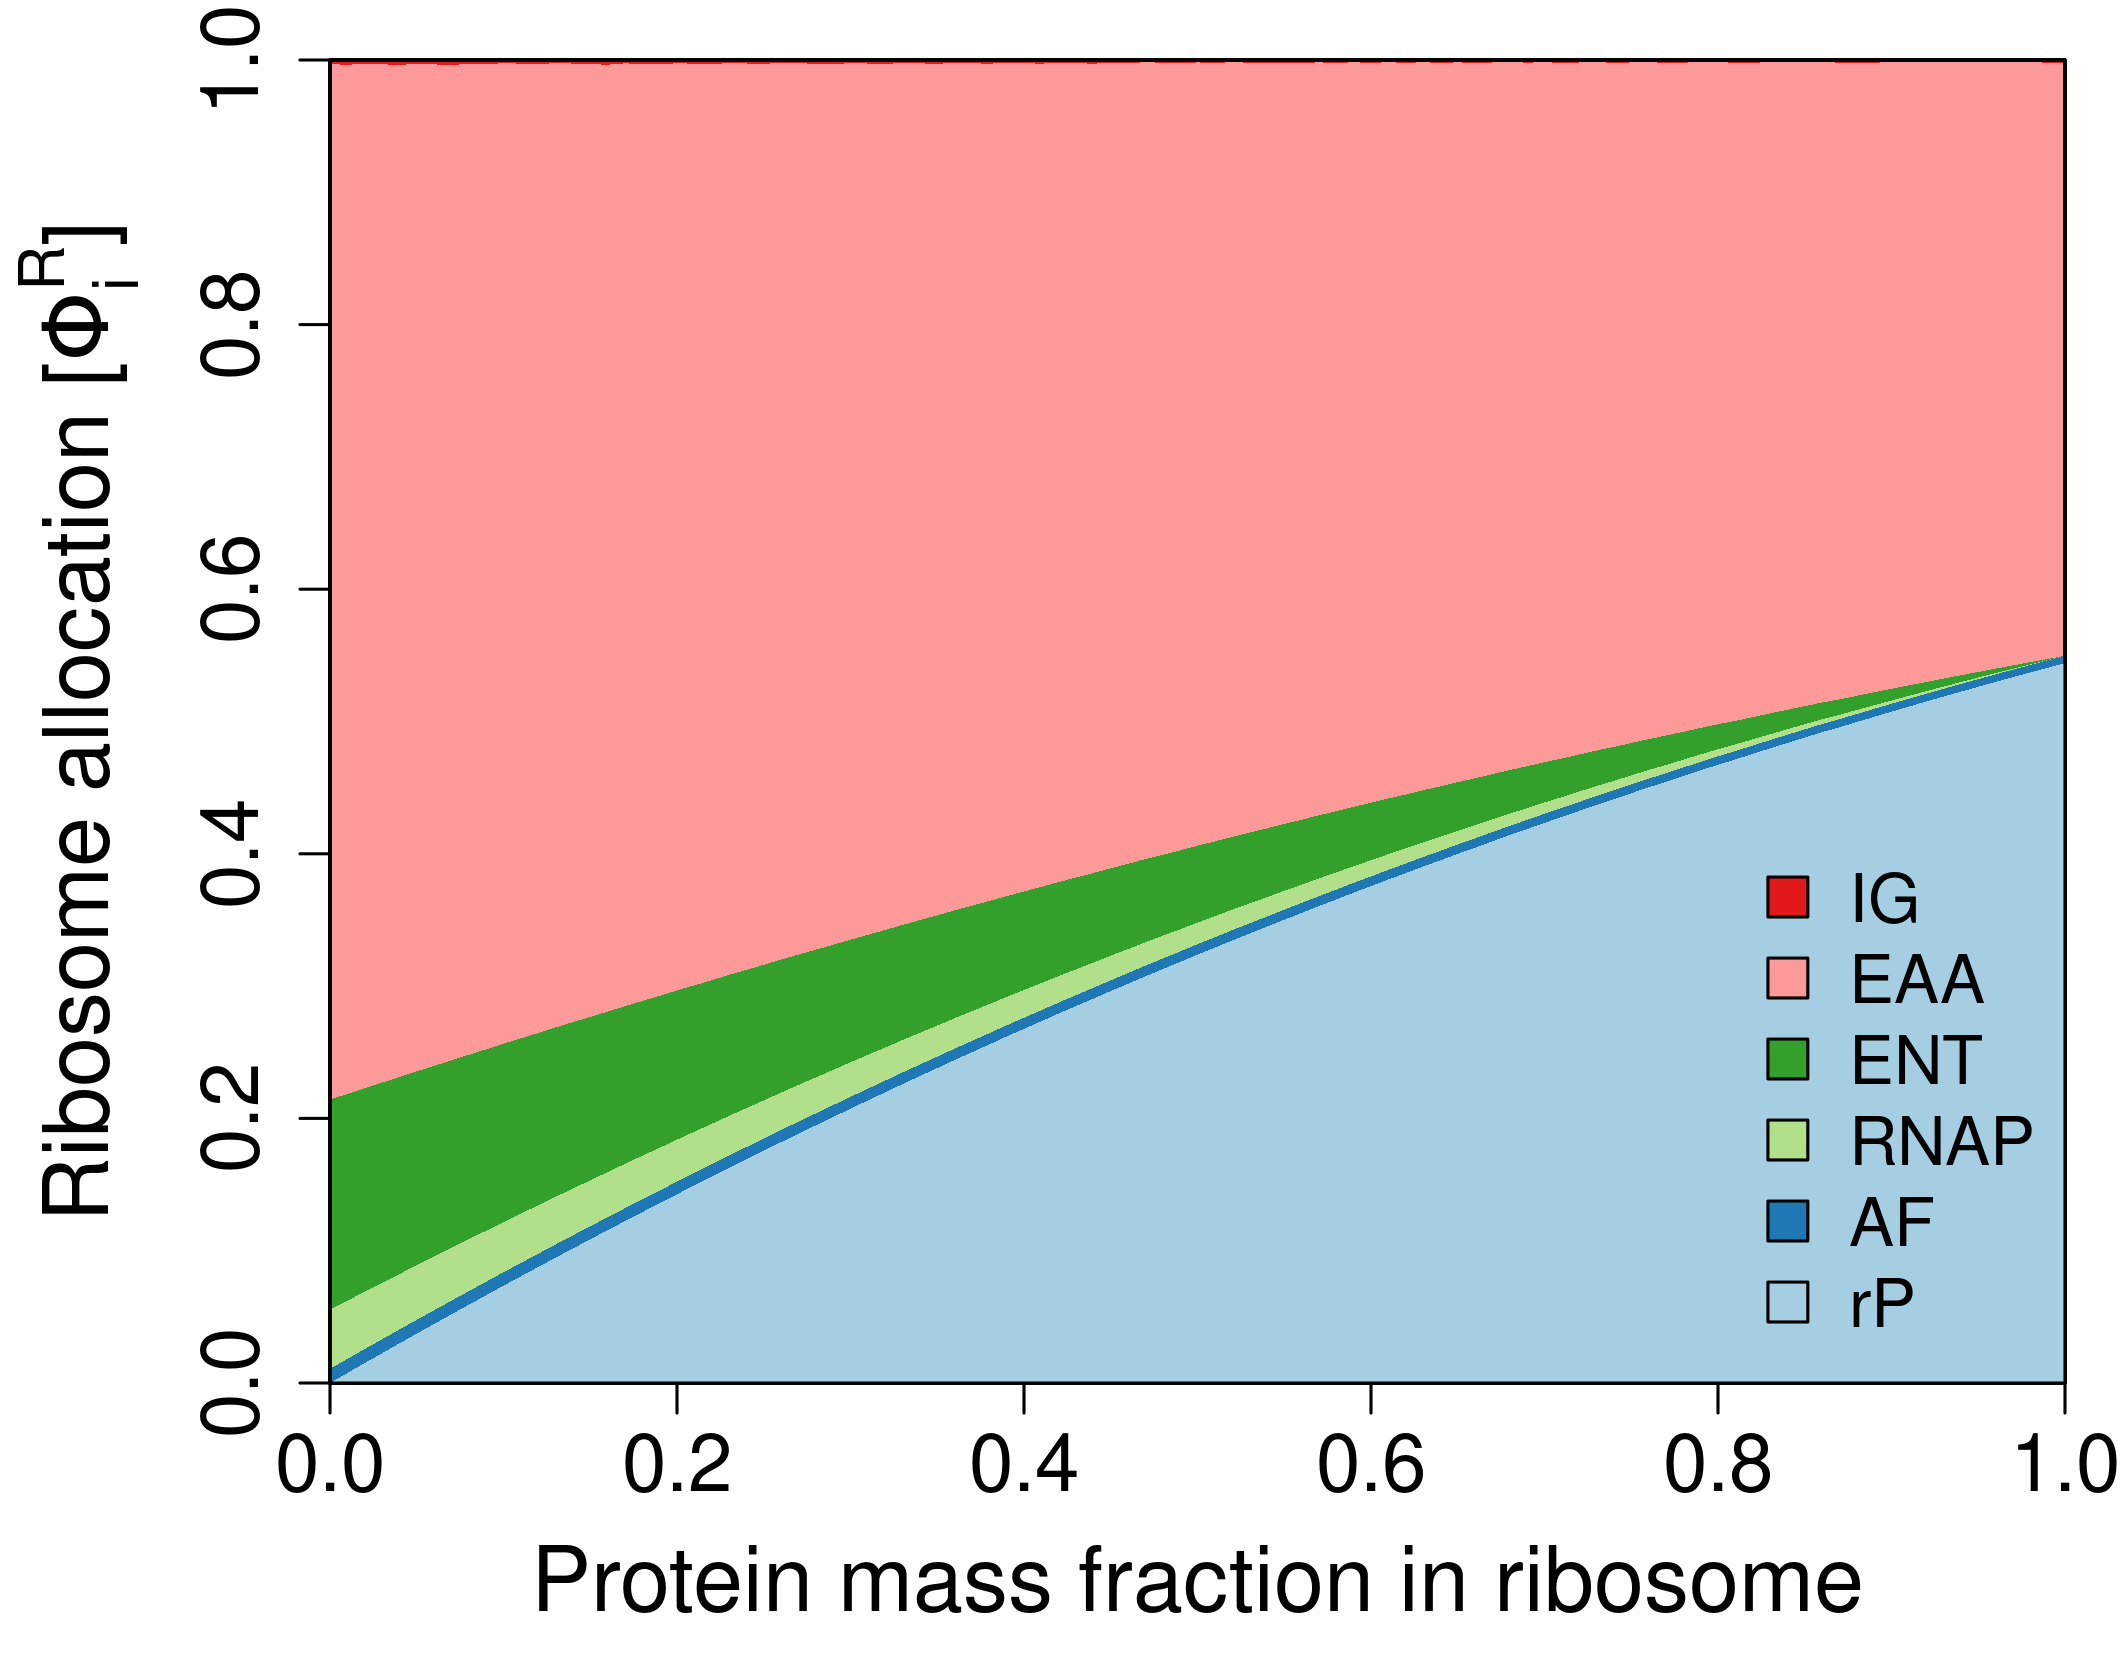 Ribosome allocation [Φ_i^R]
1.0
0.8
0.6
0.4
0.2
0.0
IG
EAA
ENT
RNAP
AF
rP
0.0 0.2 0.4 0.6 0.8 1.0
Protein mass fraction in ribosome